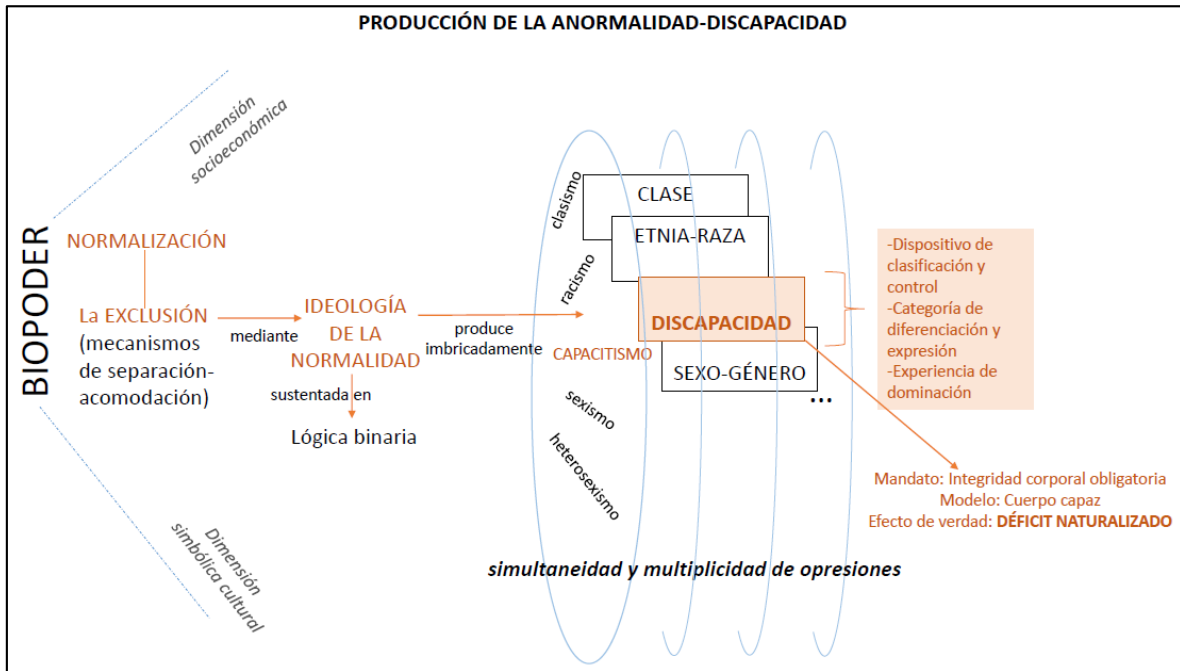 PRODUCCIÓN DE LA ANORMALIDAD-DISCAPACIDAD
Dimensión
socioeconómica
BIOPODER
NORMALIZACIÓN
La EXCLUSIÓN
(mecanismos
de separación-
acomodación)
mediante
IDEOLOGÍA
DE LA
NORMALIDAD
sustentada en
Lógica binaria
produce
imbricadamente
clasismo
racismo
CAPACITISMO
sexismo
heterosexismo
CLASE
ETNIA-RAZA
DISCAPACIDAD
SEXO-GÉNERO
...
-Dispositivo de
clasificación y
control
-Categoría de
diferenciación y
expresión
-Experiencia de
dominación
Mandato: Integridad corporal obligatoria
Modelo: Cuerpo capaz
Efecto de verdad: DÉFICIT NATURALIZADO
simultaneidad y multiplicidad de opresiones
Dimensión
simbólica cultural